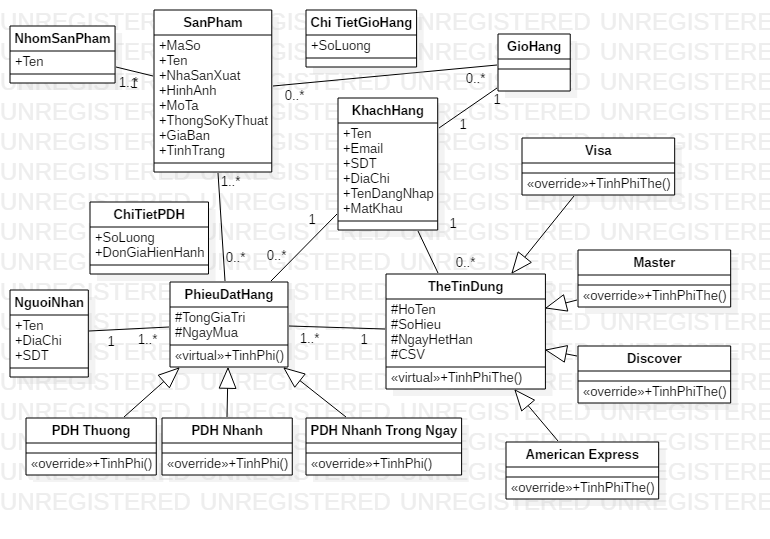 NhomSanPham
+Ten
SanPham
+MaSo
+Ten
+NhaSanXuat
+HinhAnh
+MoTa
+ThongSoKyThuat
+GiaBan
+TinhTrang
Chi TietGioHang
+SoLuong
GioHang
1..*
1
0..*
0..*
1
1
KhachHang
+Ten
+Email
+SDT
+DiaChi
+TenDangNhap
+MatKhau
Visa
«override»+TinhPhiThe()
1..*
0..*
1
0..*
1
0..*
ChiTietPDH
+SoLuong
+DonGiaHienHanh
Master
«override»+TinhPhiThe()
NguoiNhan
+Ten
+DiaChi
+SDT
PhieuDatHang
#TongGiaTri
#NgayMua
«virtual»+TinhPhi()
TheTinDung
#HoTen
#SoHieu
#NgayHetHan
#CSV
«virtual»+TinhPhiThe()
1
1..*
1..*
1
Discover
«override»+TinhPhiThe()
PDH Thuong
«override»+TinhPhi()
PDH Nhanh
«override»+TinhPhi()
PDH Nhanh Trong Ngay
«override»+TinhPhi()
American Express
«override»+TinhPhiThe()
UNREGISTERED